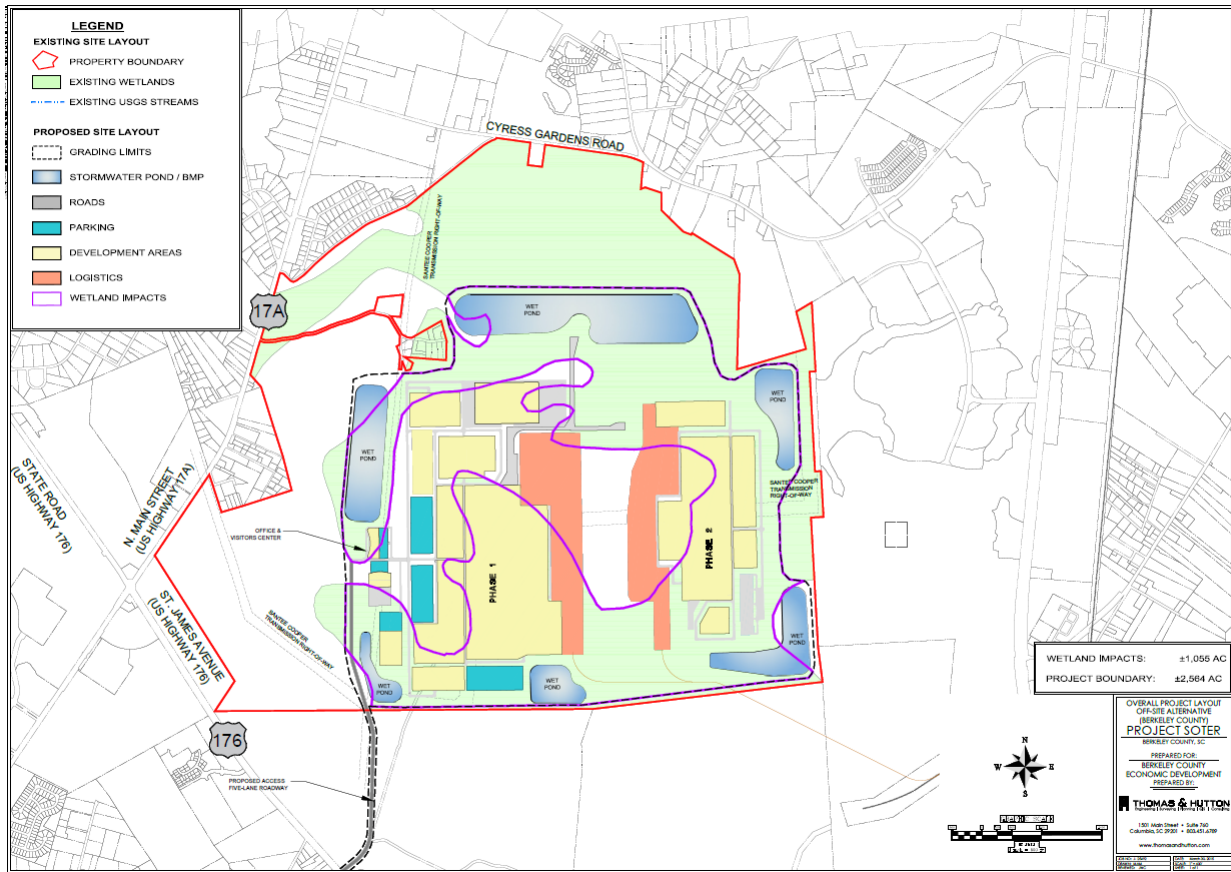 LEGEND
EXISTING SITE LAYOUT
PROPERTY BOUNDARY
EXISTING WETLANDS
EXISTING USGS STREAMS
PROPOSED SITE LAYOUT
GRADING LIMITS
STORMWATER POND / BMP
ROADS
PARKING
DEVELOPMENT AREAS
LOGISTICS
WETLAND IMPACTS
CYRESS GARDENS ROAD
SANTEE COOPER
TRANSMISSION RIGHT-OF-WAY
17A
WET
POND
WET
POND
WET
POND
STATE ROAD
(US HIGHWAY 176)
N. MAIN STREET
(US HIGHWAY 17A)
SANTEE COOPER
TRANSMISSION
RIGHT-OF-WAY
OFFICE &
VISITORS CENTER
PHASE 1
PHASE 2
ST. JAMES AVENUE
(US HIGHWAY 176)
SANTEE COOPER
TRANSMISSION RIGHT-OF-WAY
WET
POND
WET
POND
WET
POND
176
PROPOSED ACCESS
FIVE-LANE ROADWAY
N
W
E
S
WETLAND IMPACTS: ±1,055 AC
PROJECT BOUNDARY: ±2,564 AC
OVERALL PROJECT LAYOUT
OFF-SITE ALTERNATIVE
(BERKELEY COUNTY)
PROJECT SOTER
BERKELEY COUNTY, SC
PREPARED FOR:
BERKELEY COUNTY
ECONOMIC DEVELOPMENT
PREPARED BY:
THOMAS & HUTTON
Engineering | Surveying | Planning | GIS | Consulting
1501 Main Street • Suite 760
Columbia, SC 29201 • 803.451.6789
www.thomasandhutton.com